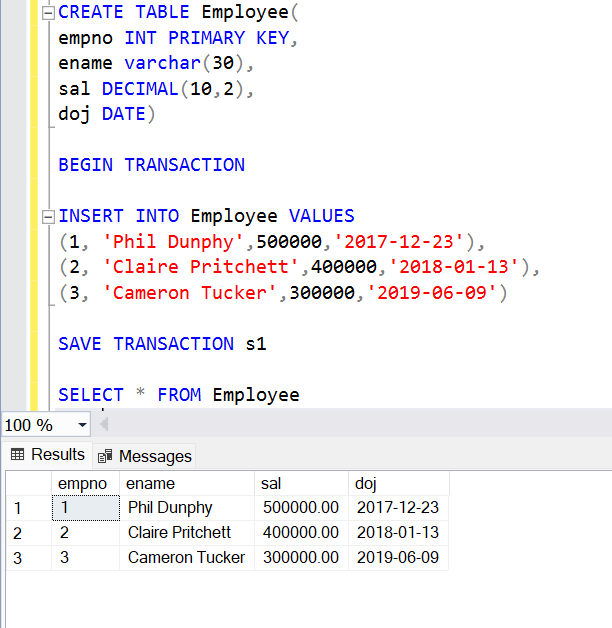 CREATE TABLE Employee(
empno INT PRIMARY KEY,
ename varchar(30),
sal DECIMAL(10,2),
doj DATE)
BEGIN TRANSACTION
INSERT INTO Employee VALUES
(1, 'Phil Dunphy',500000,'2017-12-23'),
(2, 'Claire Pritchett',400000,'2018-01-13'),
(3, 'Cameron Tucker',300000,'2019-06-09')
SAVE TRANSACTION s1
SELECT * FROM Employee
100 %
Results Messages
empno ename sal doj
1 1 Phil Dunphy 500000.00 2017-12-23
2 2 Claire Pritchett 400000.00 2018-01-13
3 3 Cameron Tucker 300000.00 2019-06-09